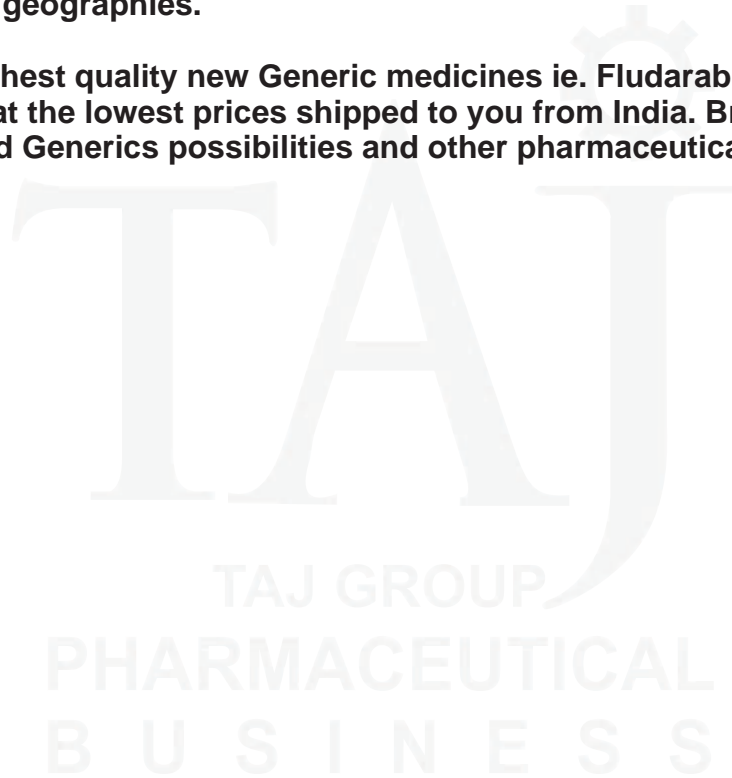 geographies.
hest quality new Generic medicines ie. Fludarab
at the lowest prices shipped to you from India. Br
d Generics possibilities and other pharmaceutica
TAJ
TAJ GROUP
PHARMACEUTICAL
BUSINESS